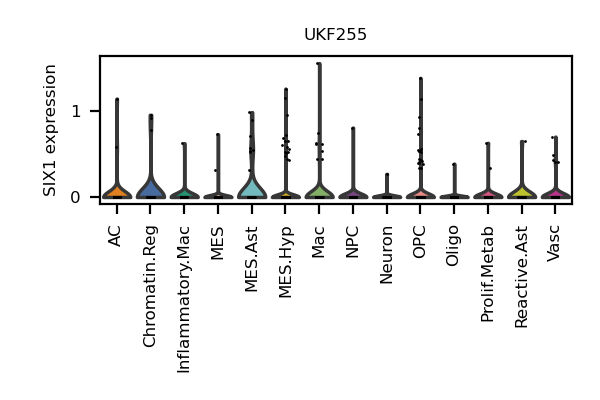 UKF255
SIX1 expression
1
0
AC
Chromatin.Reg
Inflammatory.Mac
MES
MES.Ast
MES.Hyp
Mac
NPC
Neuron
OPC
Oligo
Prolif.Metab
Reactive.Ast
Vasc